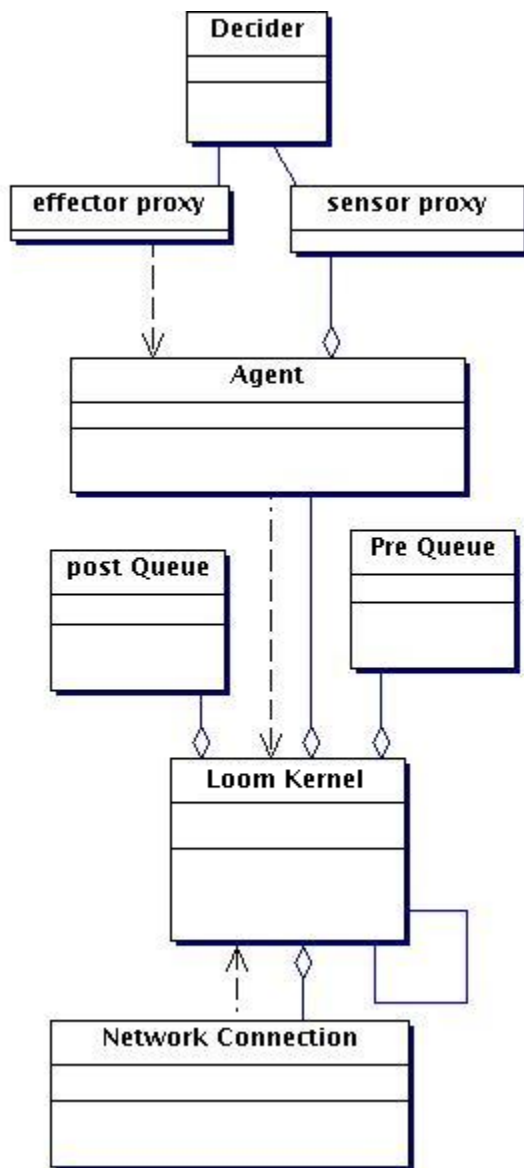 Decider
effector proxy
sensor proxy
Agent
post Queue
Pre Queue
Loom Kernel
Network Connection